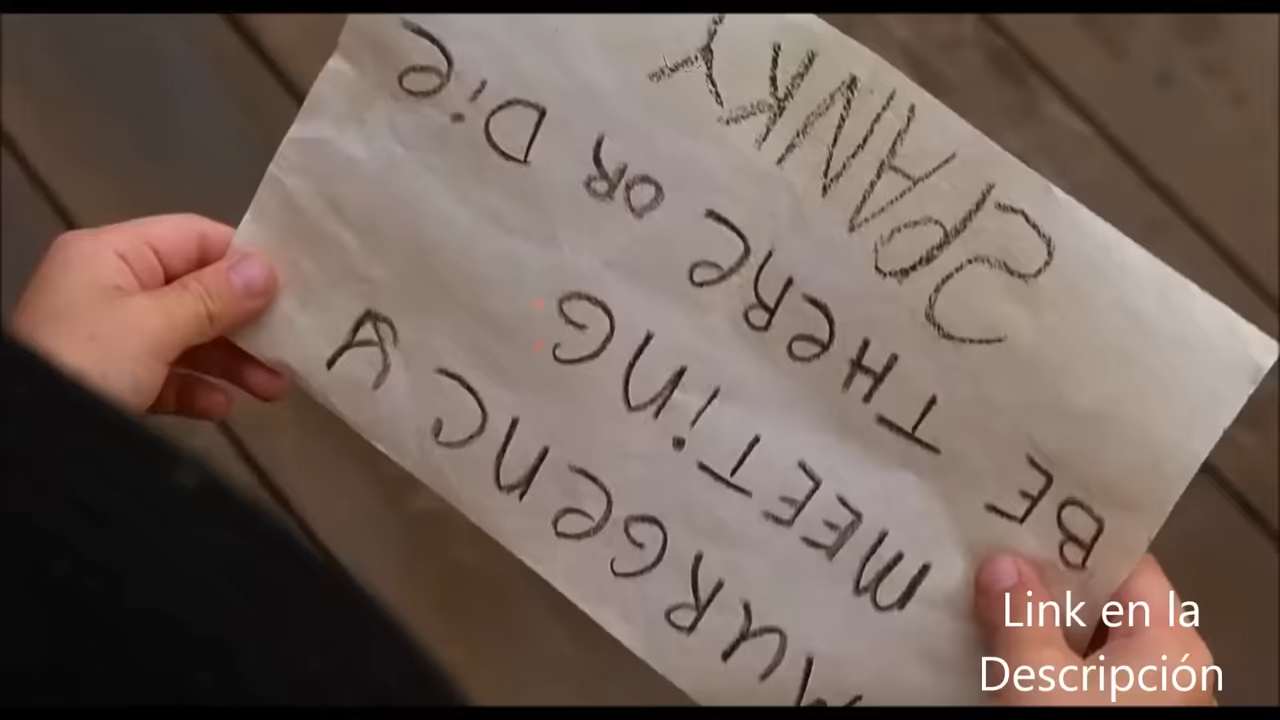 MuRGenCy
MEETinG
BE THeRe OR Die
SPANKY
Link en la
Descripción